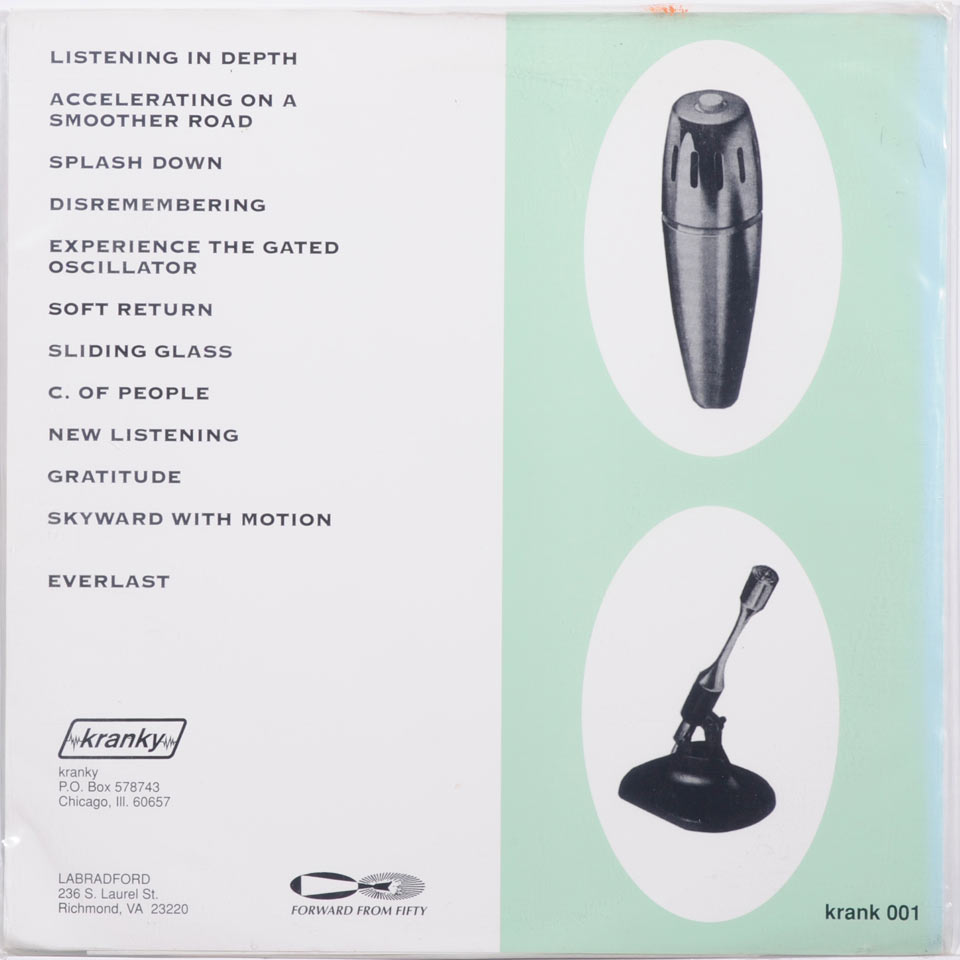 LISTENING IN DEPTH
ACCELERATING ON A
SMOOTHER ROAD
SPLASH DOWN
DISREMEMBERING
EXPERIENCE THE GATED
OSCILLATOR
SOFT RETURN
SLIDING GLASS
C. OF PEOPLE
NEW LISTENING
GRATITUDE
SKYWARD WITH MOTION
EVERLAST
kranky
kranky
P.O. Box 578743
Chicago, Ill. 60657
LABRADFORD
236 S. Laurel St.
Richmond, VA 23220
FORWARD FROM FIFTY
krank 001